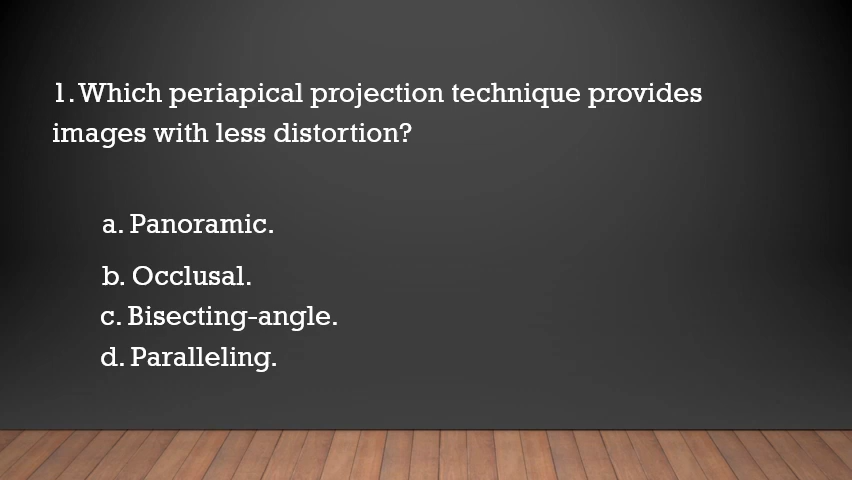 1. Which periapical projection technique provides
images with less distortion?
a. Panoramic.
b. Occlusal.
c. Bisecting-angle.
d. Paralleling.